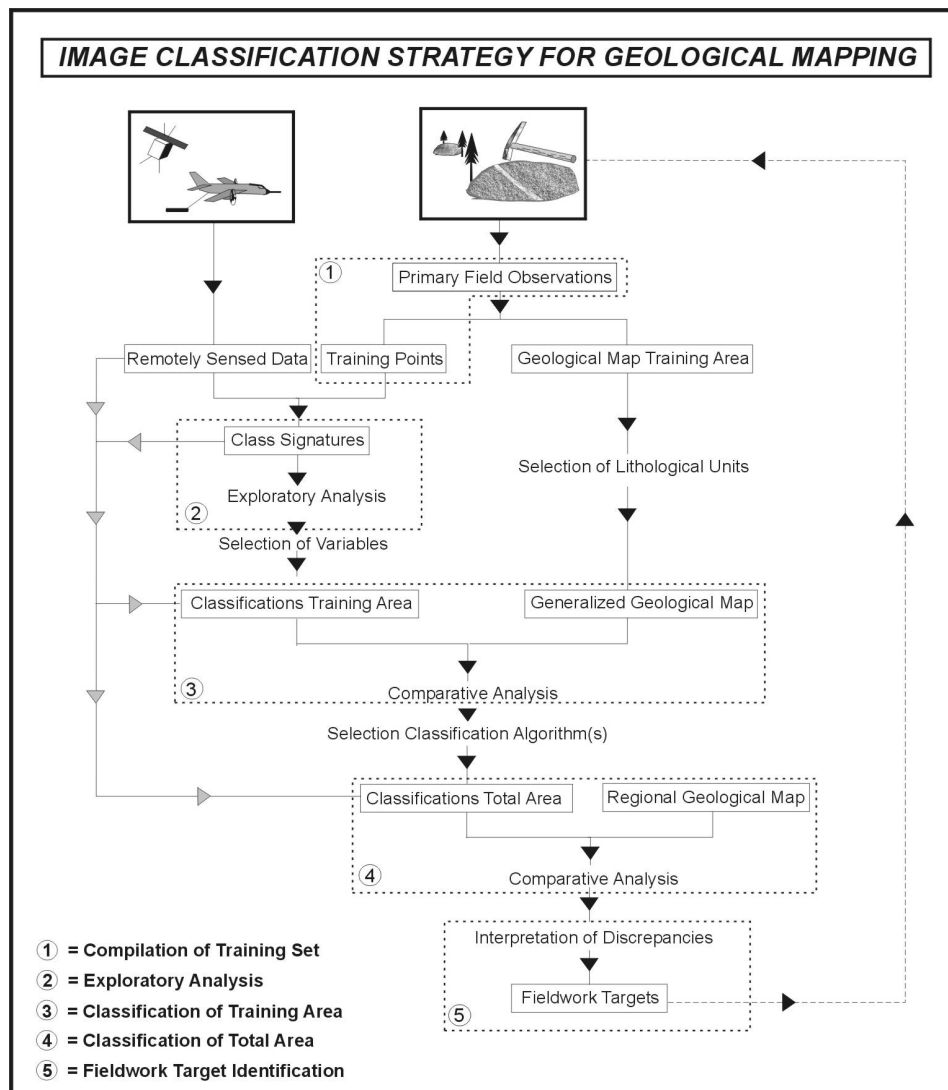 IMAGE CLASSIFICATION STRATEGY FOR GEOLOGICAL MAPPING
1
Primary Field Observations
Remotely Sensed Data
Training Points
Geological Map Training Area
Class Signatures
Selection of Lithological Units
Exploratory Analysis
2
Selection of Variables
Classifications Training Area
Generalized Geological Map
3
Comparative Analysis
Selection Classification Algorithm(s)
Classifications Total Area
Regional Geological Map
4
Comparative Analysis
Interpretation of Discrepancies
Fieldwork Targets
5
1 = Compilation of Training Set
2 = Exploratory Analysis
3 = Classification of Training Area
4 = Classification of Total Area
5 = Fieldwork Target Identification